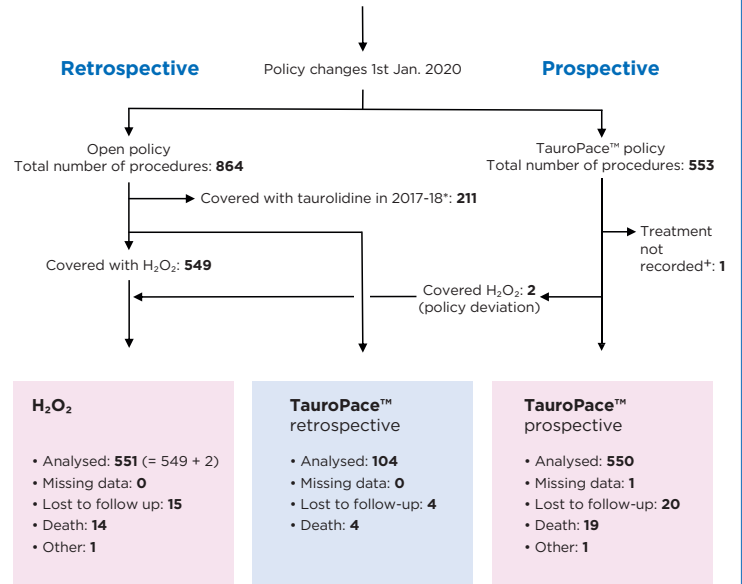 Retrospective
Policy changes 1st Jan. 2020
Prospective
Open policy
Total number of procedures: 864
TauroPace™ policy
Total number of procedures: 553
Covered with taurolidine in 2017-18*: 211
Treatment
not
recorded⁺: 1
Covered with H₂O₂: 549
Covered H₂O₂: 2
(policy deviation)
H₂O₂
• Analysed: 551 (= 549 + 2)
• Missing data: 0
• Lost to follow up: 15
• Death: 14
• Other: 1
TauroPace™
retrospective
• Analysed: 104
• Missing data: 0
• Lost to follow-up: 4
• Death: 4
TauroPace™
prospective
• Analysed: 550
• Missing data: 1
• Lost to follow-up: 20
• Death: 19
• Other: 1